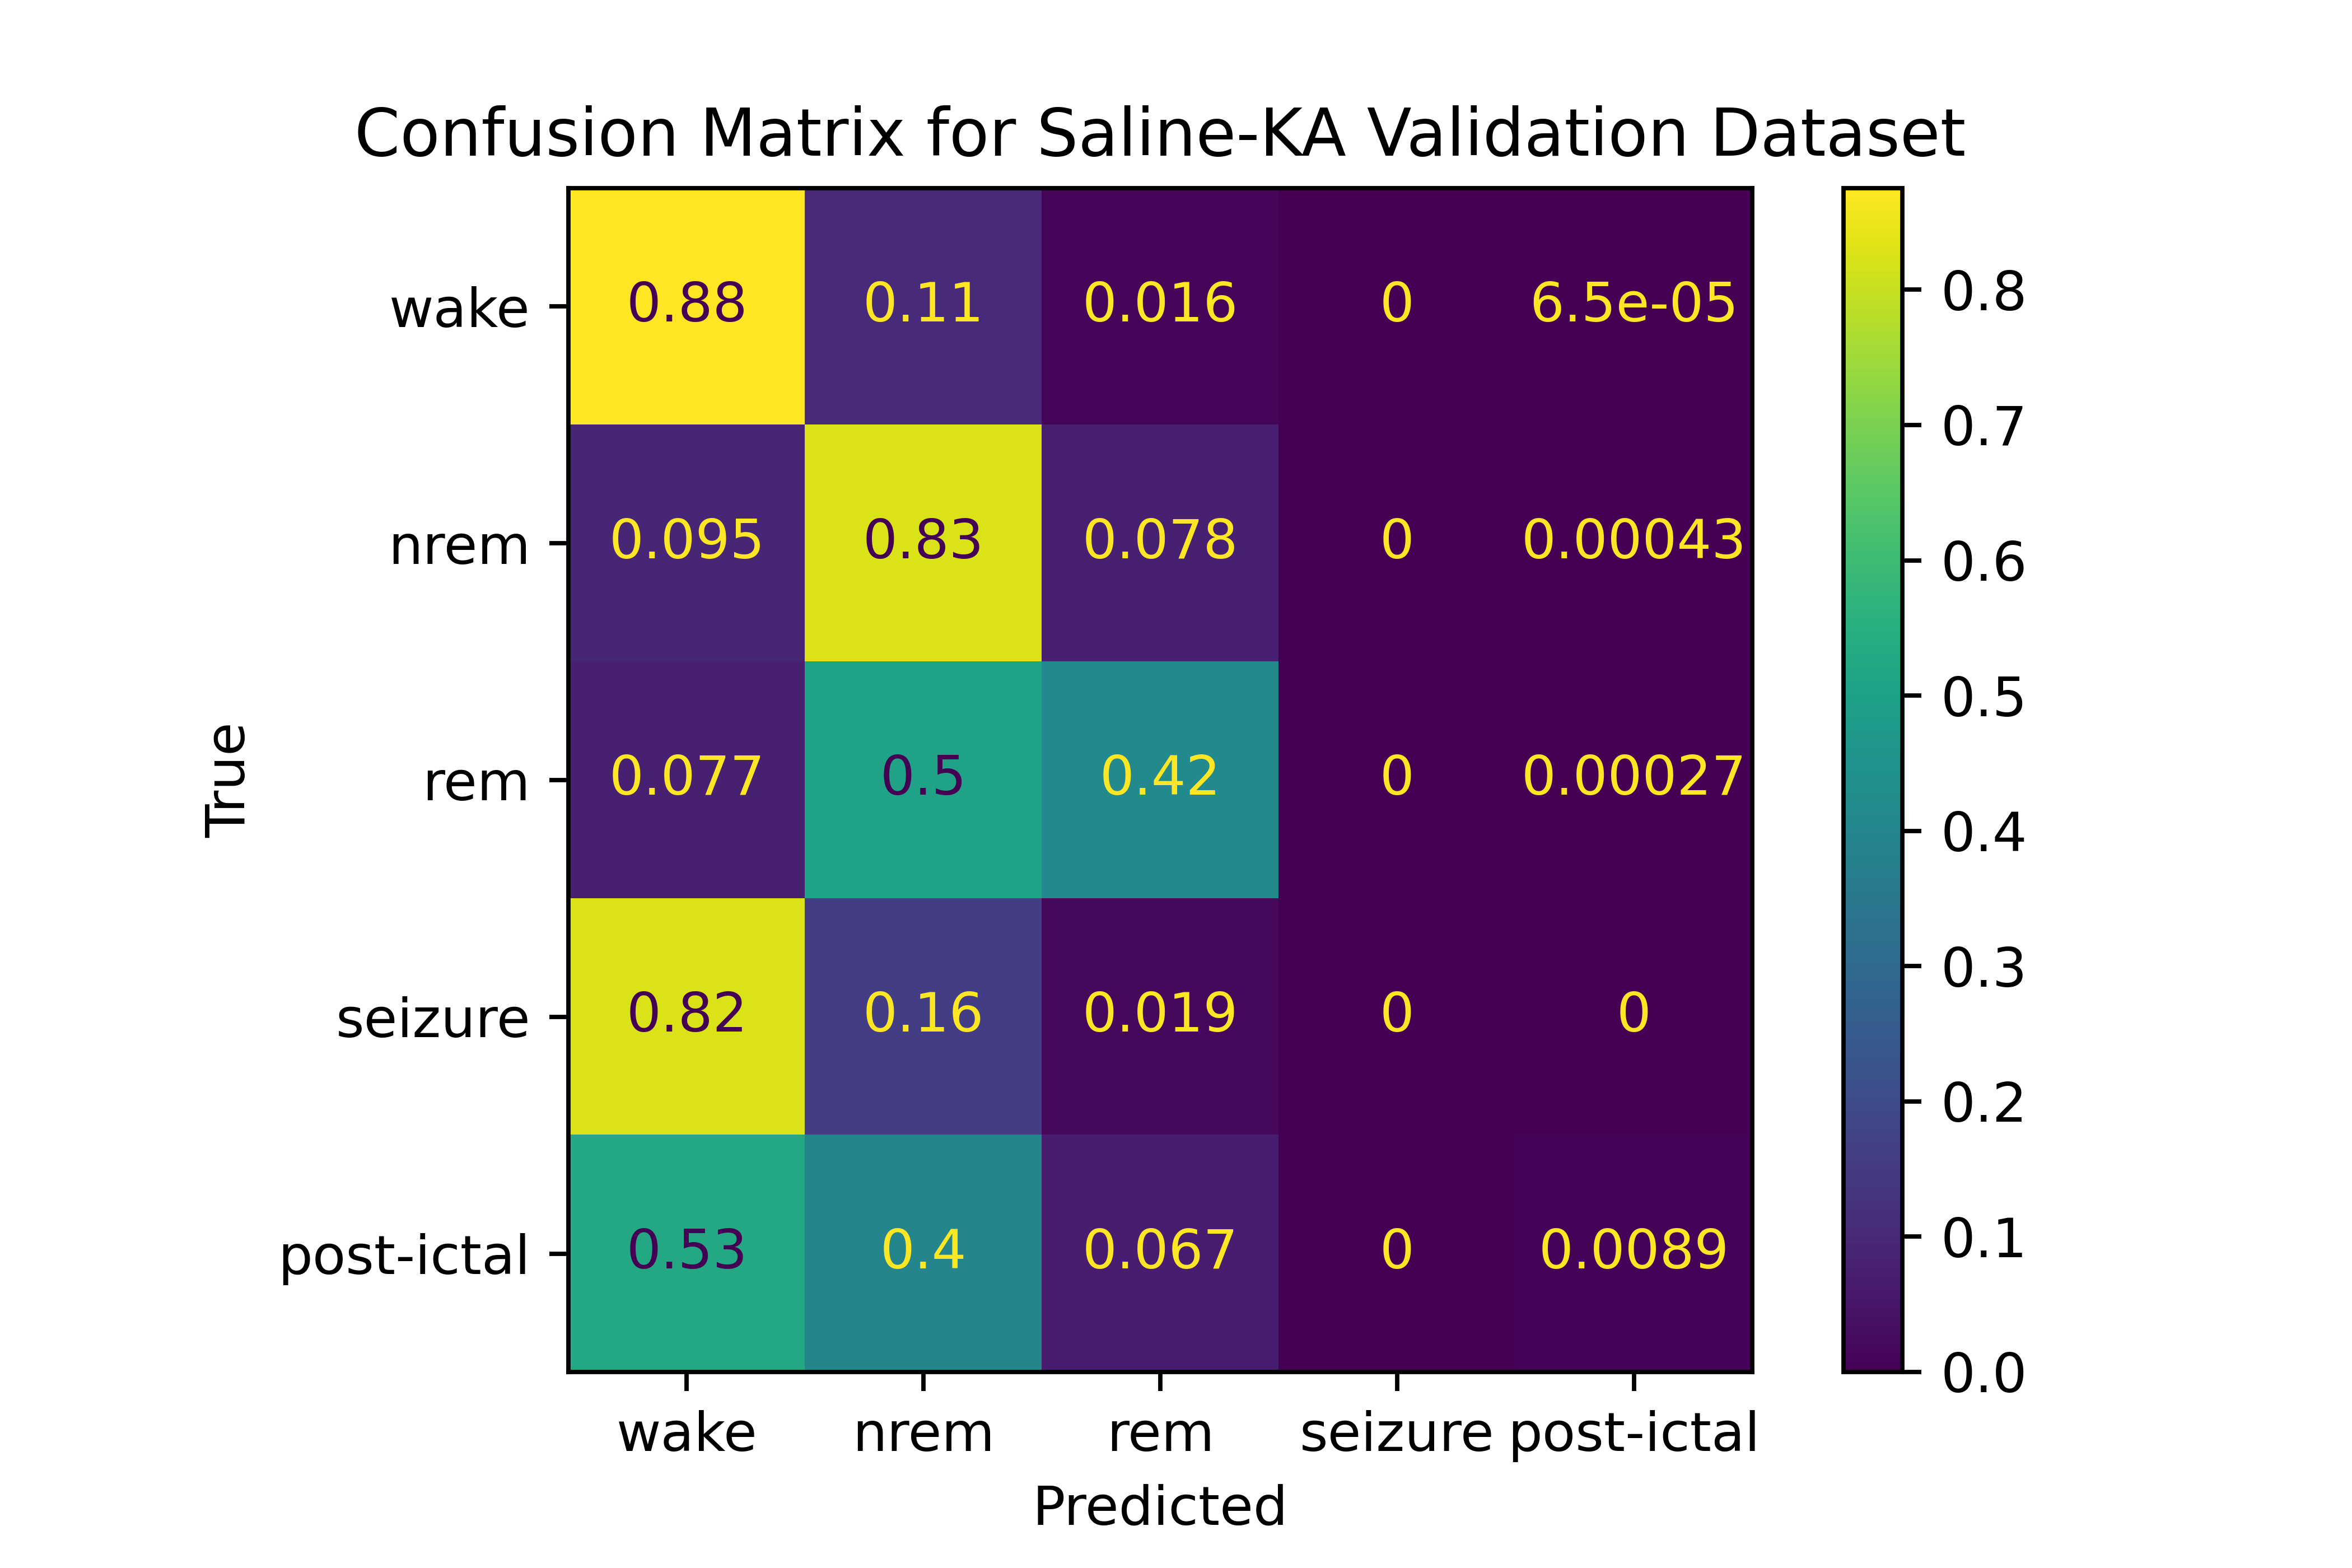 Confusion Matrix for Saline-KA Validation Dataset
wake 0.88 0.11 0.016 0 6.5e-05
nrem 0.095 0.83 0.078 0 0.00043
rem 0.077 0.5 0.42 0 0.00027
seizure 0.82 0.16 0.019 0 0
post-ictal 0.53 0.4 0.067 0 0.0089
wake nrem rem seizure post-ictal
True
Predicted
0.8
0.7
0.6
0.5
0.4
0.3
0.2
0.1
0.0